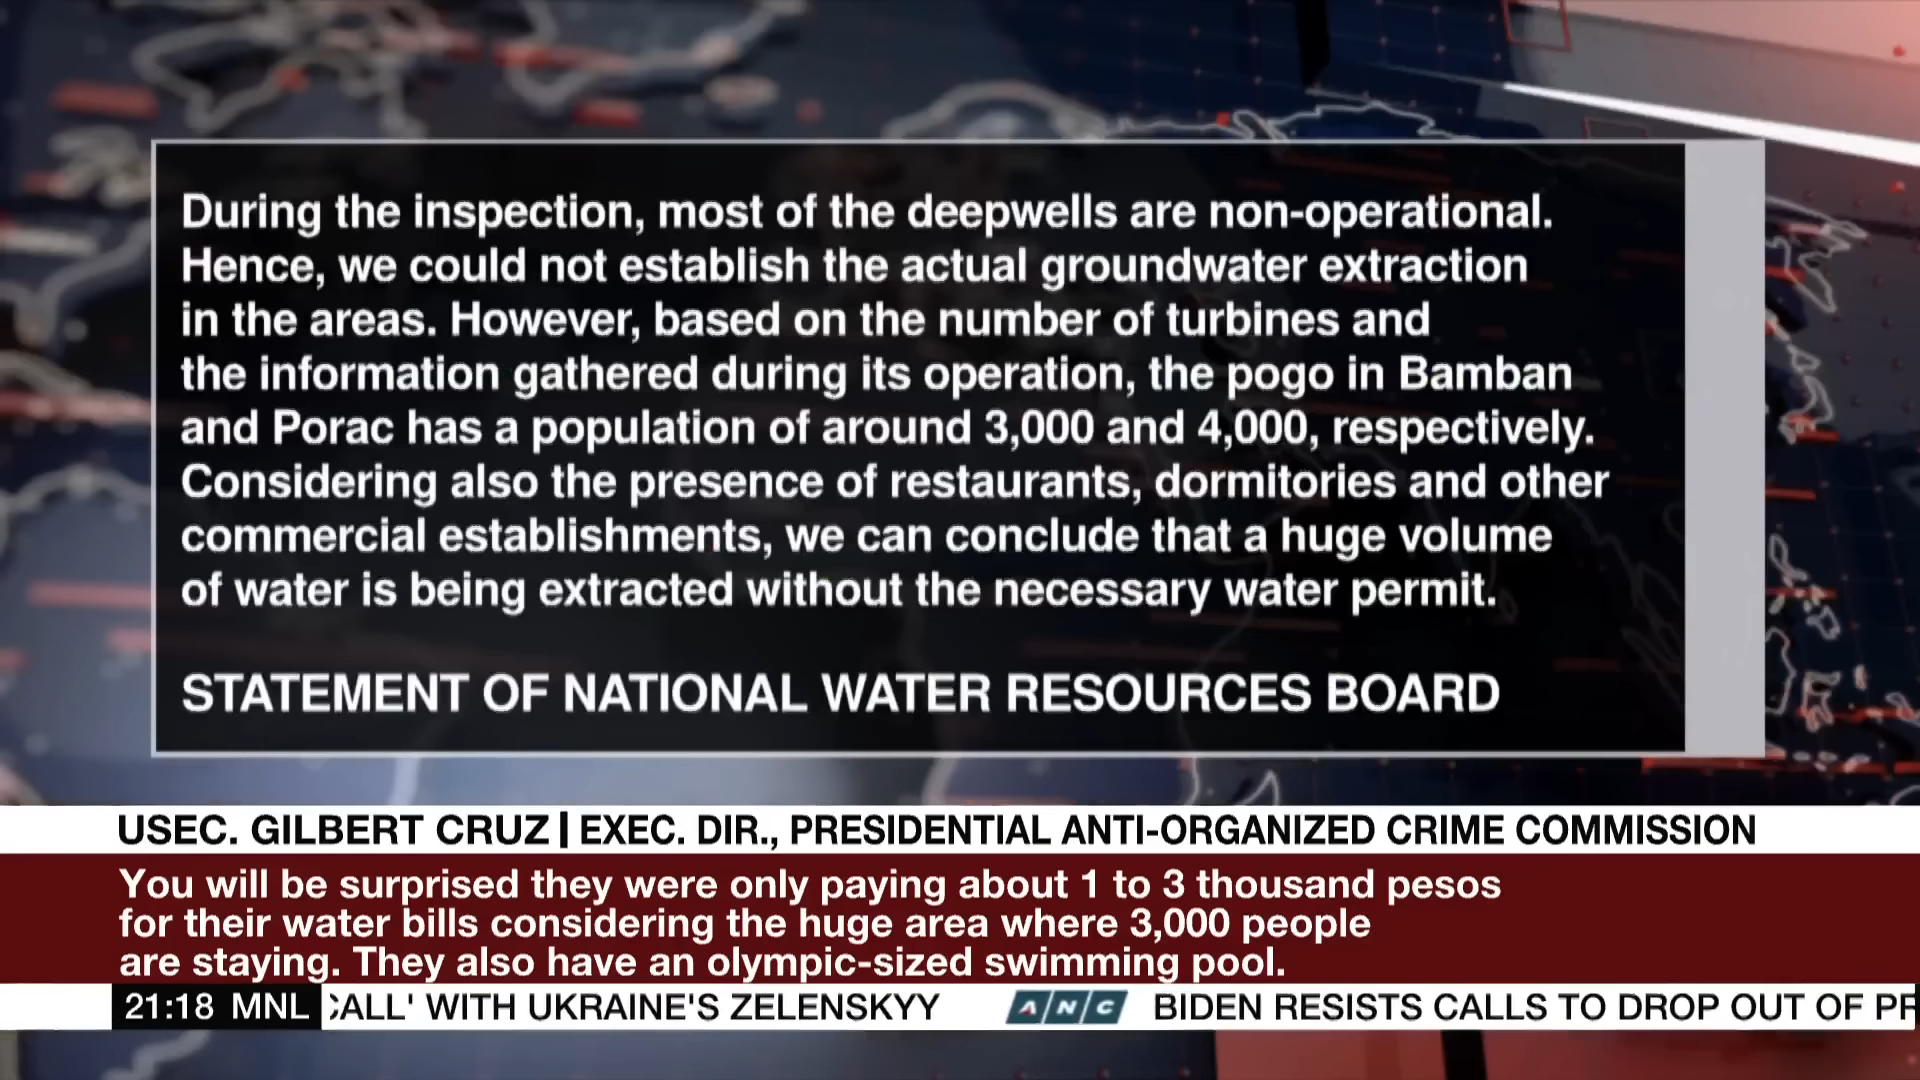 During the inspection, most of the deepwells are non-operational.
Hence, we could not establish the actual groundwater extraction
in the areas. However, based on the number of turbines and
the information gathered during its operation, the pogo in Bamban
and Porac has a population of around 3,000 and 4,000, respectively.
Considering also the presence of restaurants, dormitories and other
commercial establishments, we can conclude that a huge volume
of water is being extracted without the necessary water permit.
STATEMENT OF NATIONAL WATER RESOURCES BOARD
USEC. GILBERT CRUZ | EXEC. DIR., PRESIDENTIAL ANTI-ORGANIZED CRIME COMMISSION
You will be surprised they were only paying about 1 to 3 thousand pesos
for their water bills considering the huge area where 3,000 people
are staying. They also have an olympic-sized swimming pool.
21:18 MNL CALL' WITH UKRAINE'S ZELENSKYY ANC BIDEN RESISTS CALLS TO DROP OUT OF PR